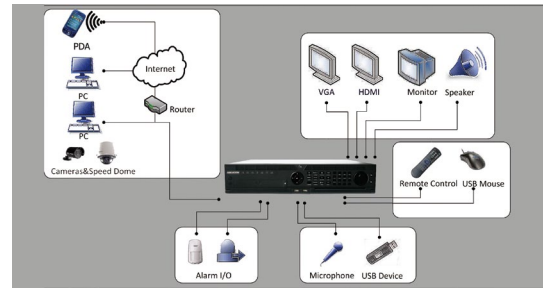 PDA
Internet
PC
Router
PC
Cameras&Speed Dome
VGA
HDMI
Monitor
Speaker
Remote Control
USB Mouse
Alarm I/O
Microphone
USB Device